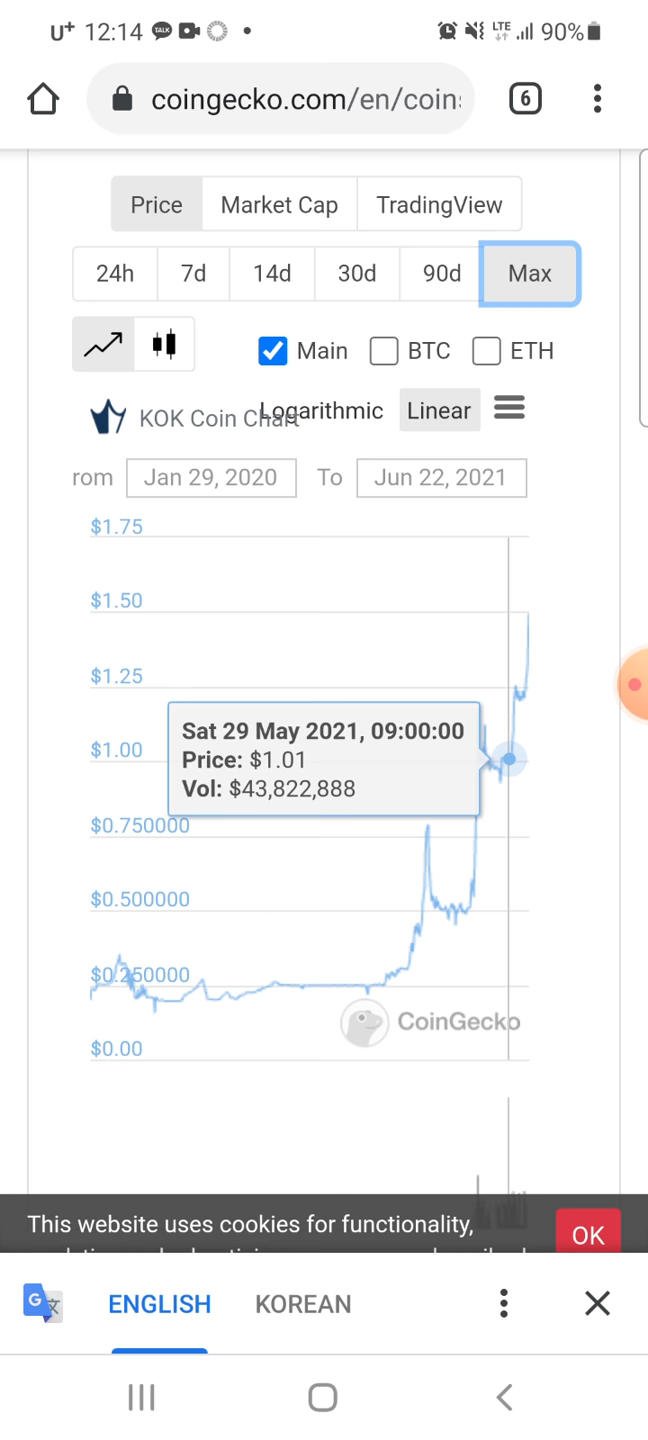 U+ 12:14 TALK LTE 90%
coingecko.com/en/coin 6
Price Market Cap TradingView
24h 7d 14d 30d 90d Max
Main BTC ETH
KOK Coin Chart Logarithmic Linear
rom Jan 29, 2020 To Jun 22, 2021
$1.75
$1.50
$1.25
Sat 29 May 2021, 09:00:00
$1.00
Price: $1.01
Vol: $43,822,888
$0.750000
$0.500000
$0.250000
CoinGecko
$0.00
This website uses cookies for functionality,
OK
G ENGLISH KOREAN